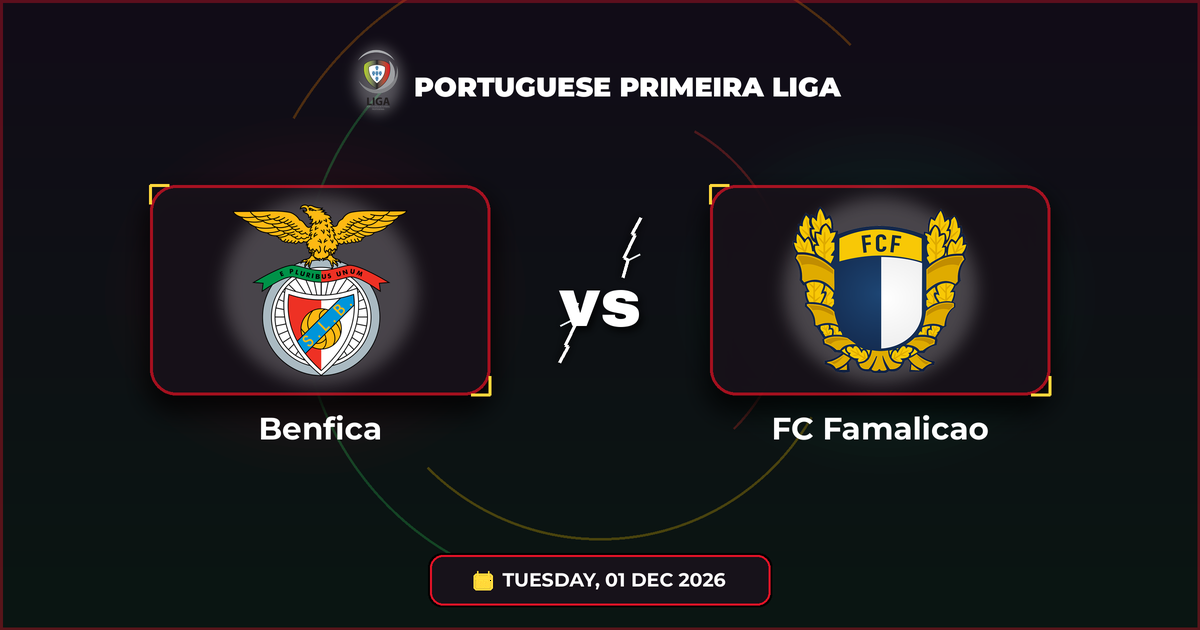 LIGA
PORTUGUESE PRIMEIRA LIGA
E PLURIBUS UNUM
S.L.B.
FCF
VS
Benfica
FC Famalicao
TUESDAY, 01 DEC 2026